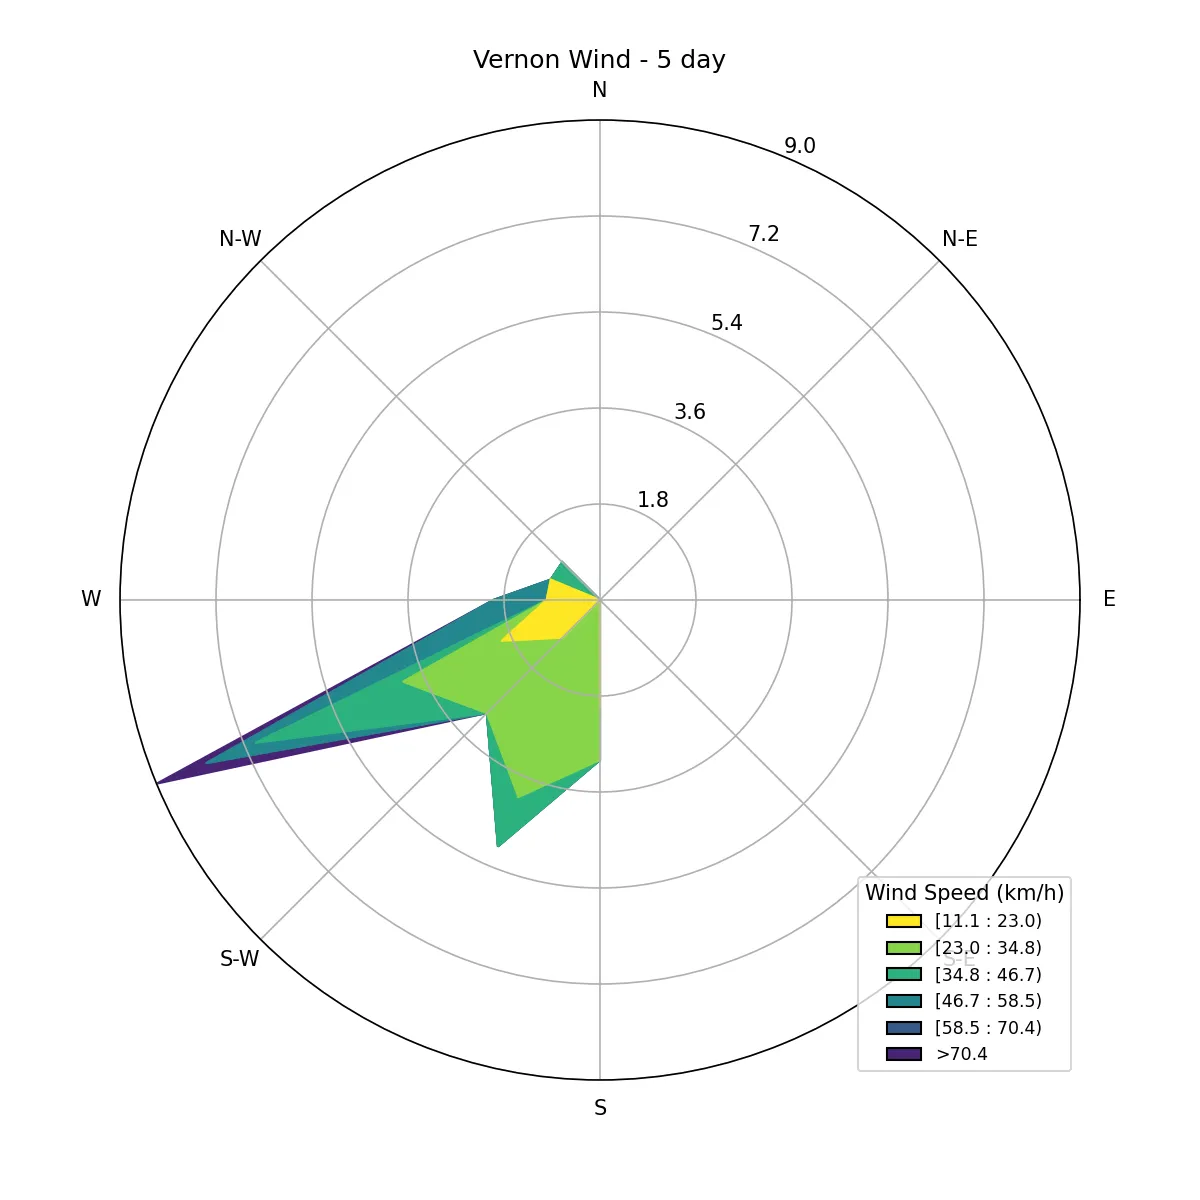 Vernon Wind - 5 day
N
9.0
N-W
N-E
7.2
5.4
3.6
1.8
W
E
S-W
S-E
Wind Speed (km/h)
[11.1 : 23.0)
[23.0 : 34.8)
[34.8 : 46.7)
[46.7 : 58.5)
[58.5 : 70.4)
>70.4
S